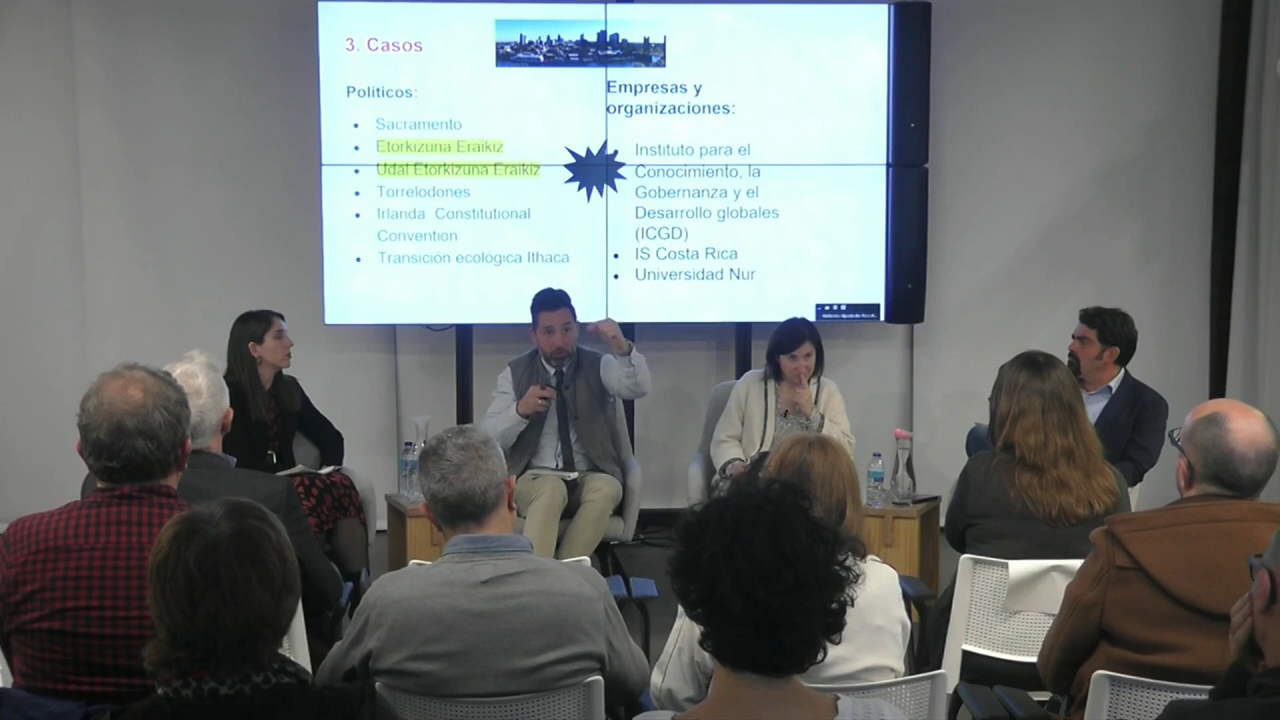 3. Casos
Políticos:
Sacramento
Etorkizuna Eraikiz
Udal Etorkizuna Eraikiz
Torrelodones
Irlanda Constitutional
Convention
Transición ecológica Ithaca
Empresas y
organizaciones:
Instituto para el
Conocimiento, la
Gobernanza y el
Desarrollo globales
(ICGD)
IS Costa Rica
Universidad Nur